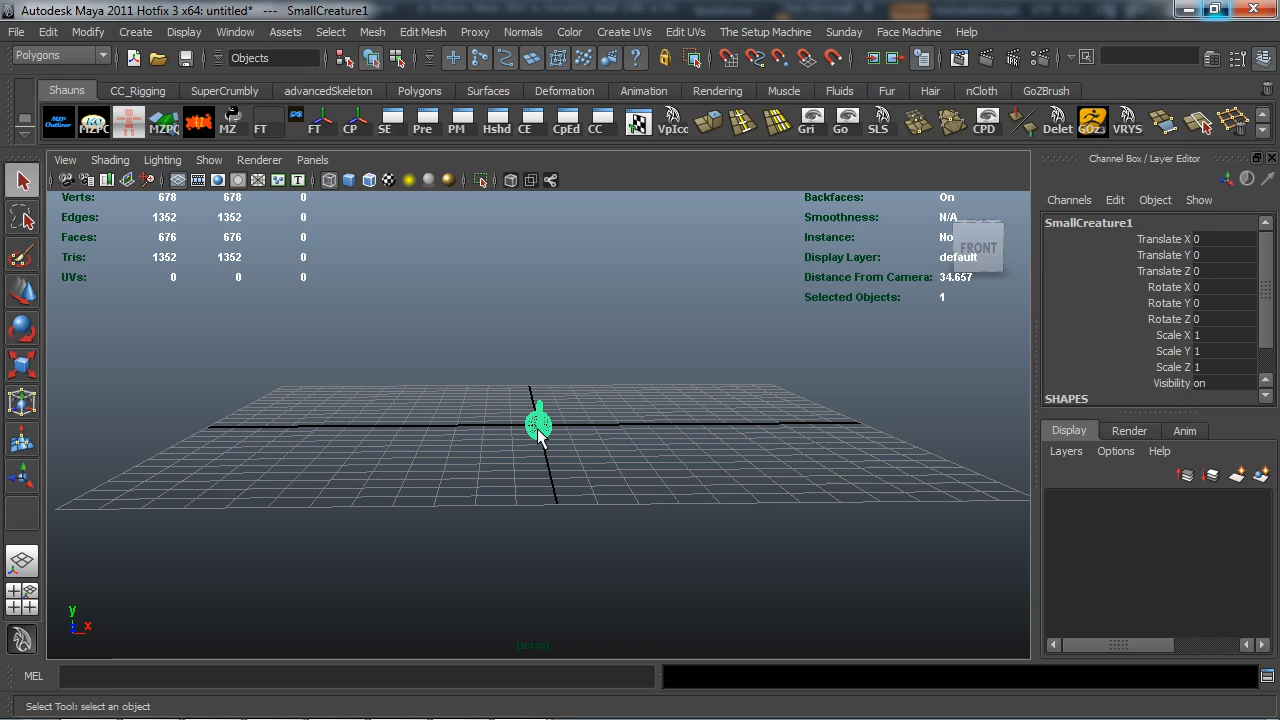 Autodesk Maya 2011 Hotfix 3 x64: untitled* --- SmallCreature1
File Edit Modify Create Display Window Assets Select Mesh Edit Mesh Proxy Normals Color Create UVs Edit UVs The Setup Machine Sunday Face Machine Help
Polygons Objects
Shauns CC_Rigging SuperCrumbly advancedSkeleton Polygons Surfaces Deformation Animation Rendering Muscle Fluids Fur Hair nCloth GoZBrush
MZPC MZPC MZ FT FT CP SE Pre PM Hshd CE CpEd CC VpIcc Gri Go SLS CPD Delet GOZ3 VRYS
View Shading Lighting Show Renderer Panels
Channel Box / Layer Editor
Channels Edit Object Show
Verts: 678 678 0
Edges: 1352 1352 0
Faces: 676 676 0
Tris: 1352 1352 0
UVs: 0 0 0
Backfaces: On
Smoothness: N/A
Instance: No
Display Layer: default
Distance From Camera: 34.657
Selected Objects: 1
FRONT
SmallCreature1
Translate X 0
Translate Y 0
Translate Z 0
Rotate X 0
Rotate Y 0
Rotate Z 0
Scale X 1
Scale Y 1
Scale Z 1
Visibility on
SHAPES
Display Render Anim
Layers Options Help
y
x
persp
MEL
Select Tool: select an object